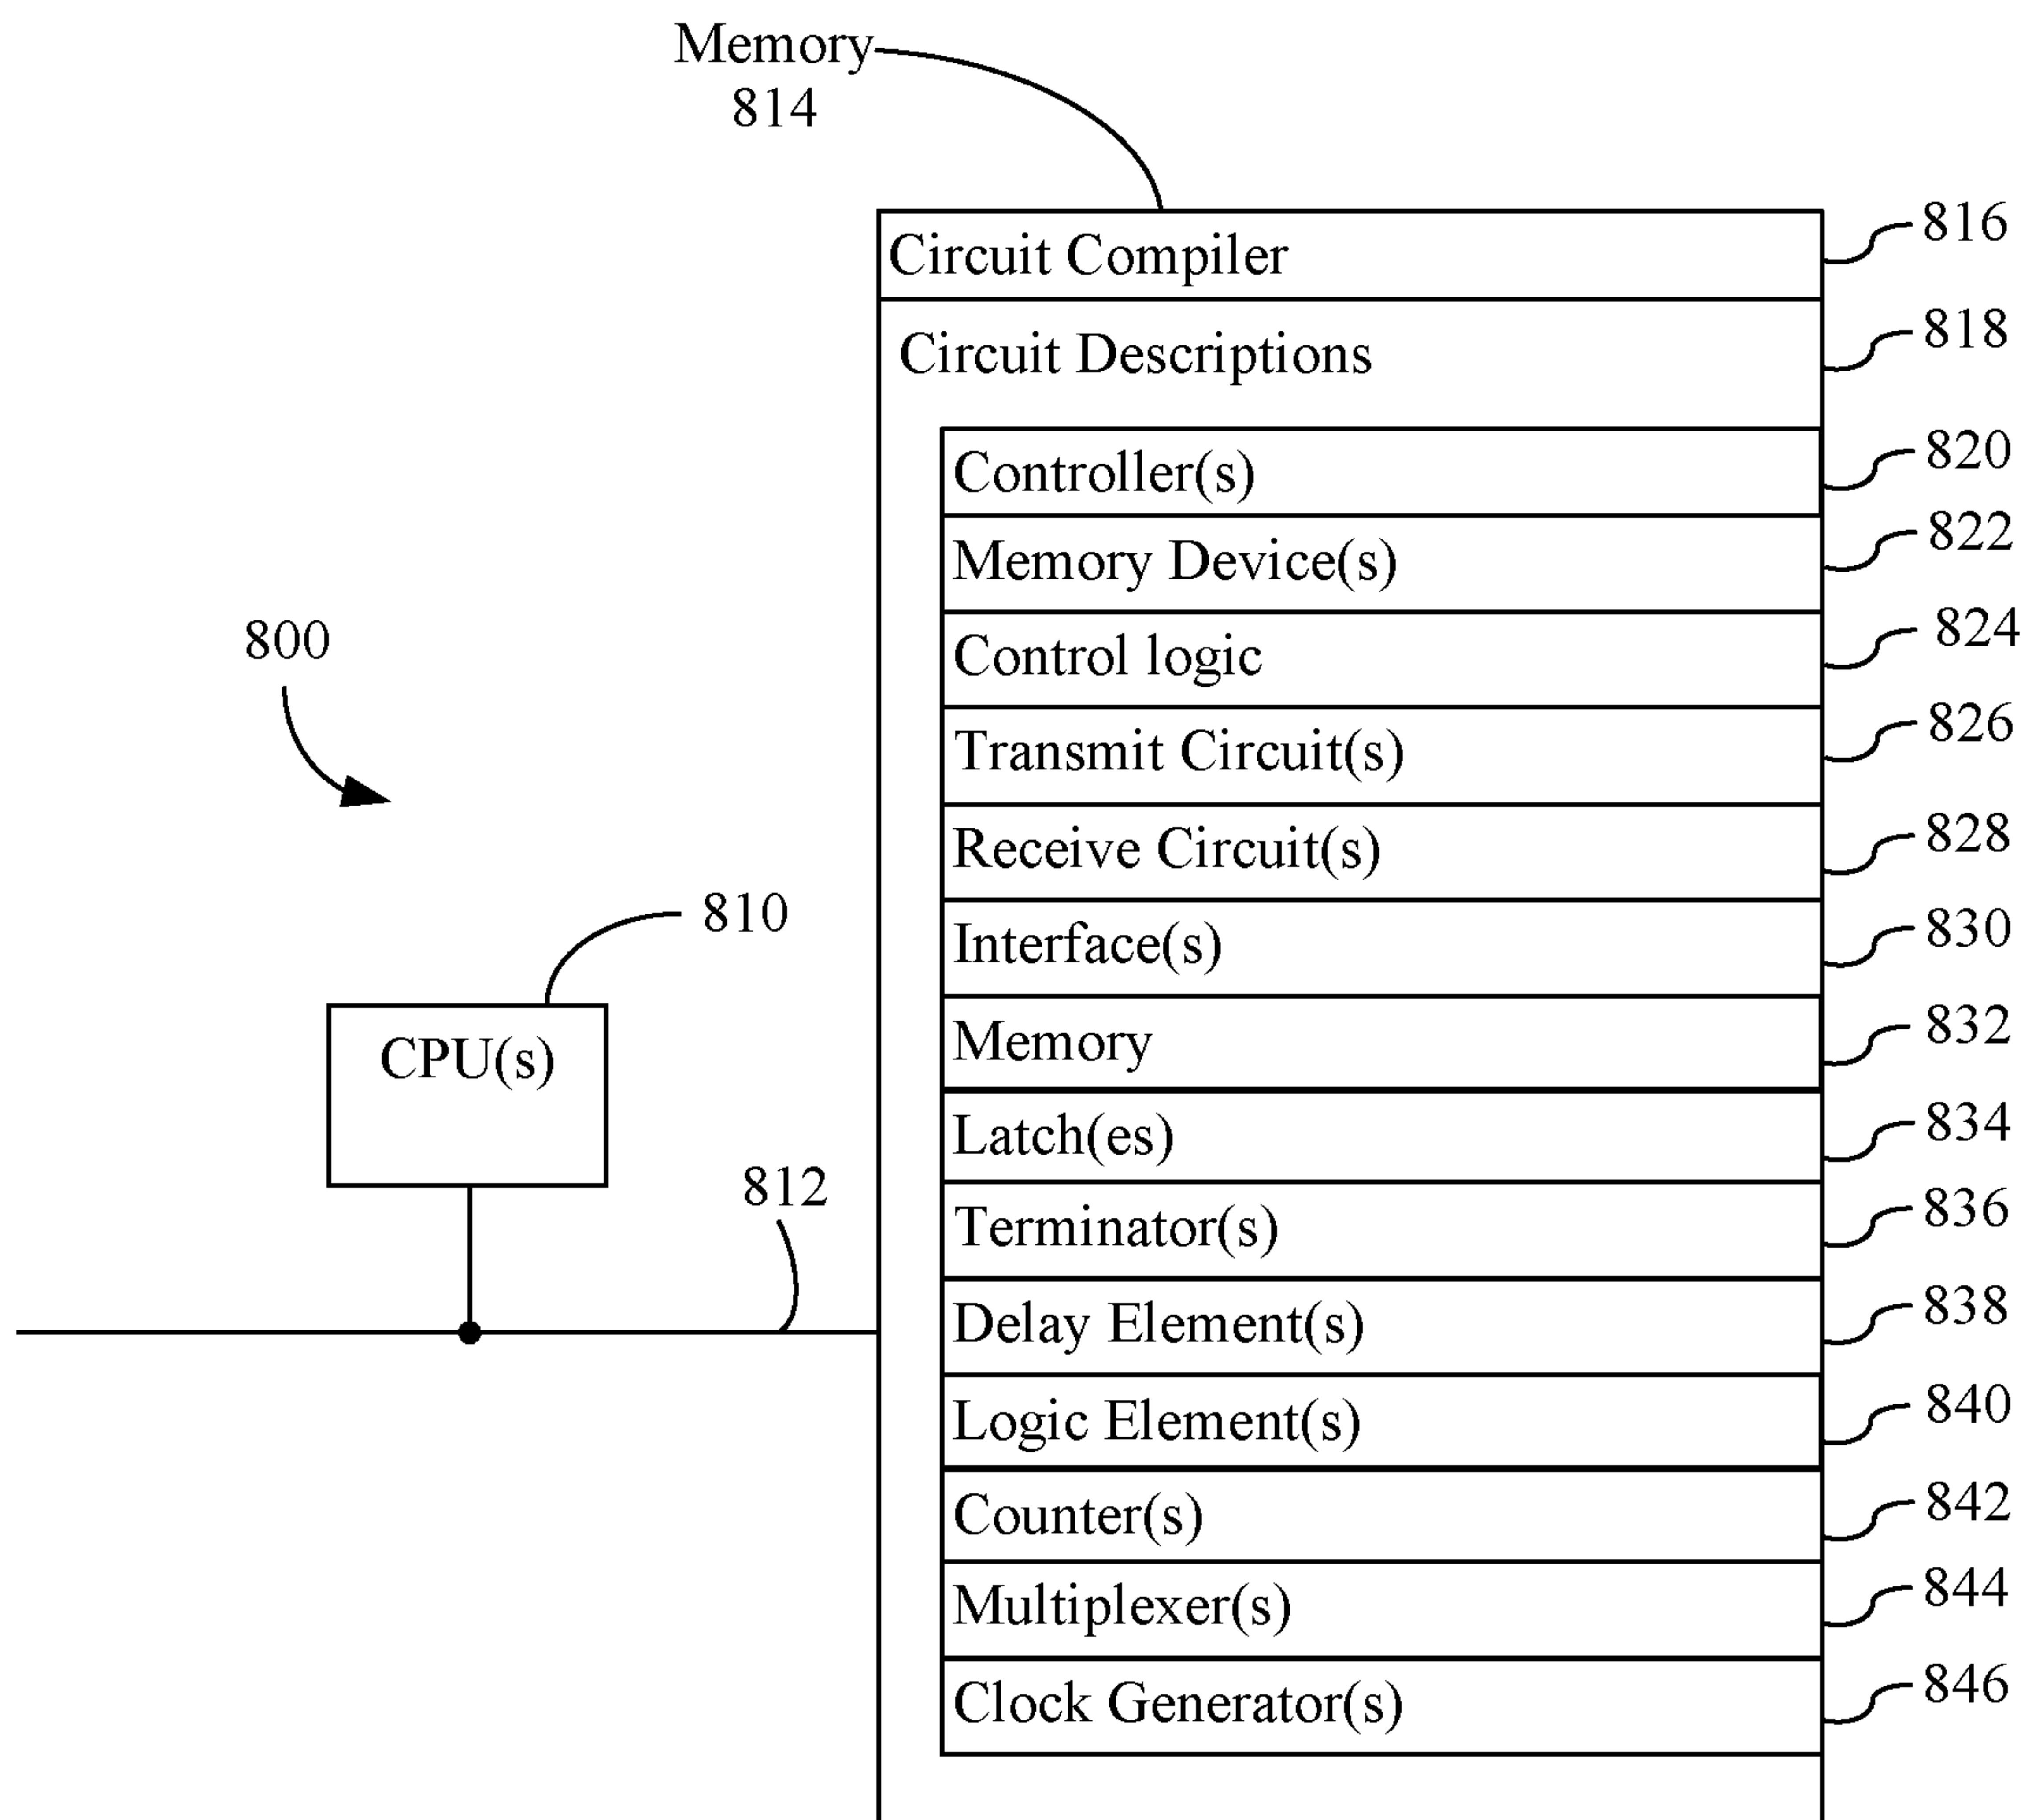 Memory
814
Circuit Compiler 816
Circuit Descriptions 818
Controller(s) 820
Memory Device(s) 822
Control logic 824
Transmit Circuit(s) 826
Receive Circuit(s) 828
Interface(s) 830
Memory 832
Latch(es) 834
Terminator(s) 836
Delay Element(s) 838
Logic Element(s) 840
Counter(s) 842
Multiplexer(s) 844
Clock Generator(s) 846
800
810
CPU(s)
812